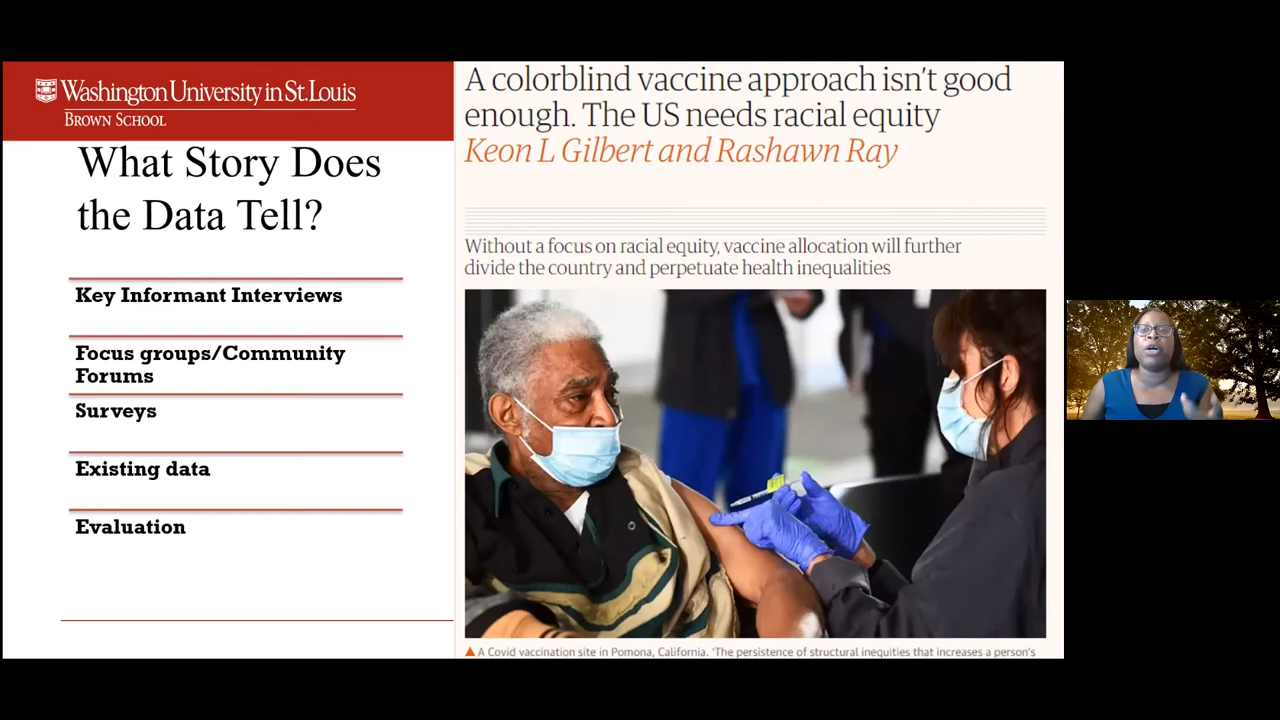 Washington University in St. Louis
BROWN SCHOOL
What Story Does
the Data Tell?
Key Informant Interviews
Focus groups/Community
Forums
Surveys
Existing data
Evaluation
A colorblind vaccine approach isn't good
enough. The US needs racial equity
Keon L Gilbert and Rashawn Ray
Without a focus on racial equity, vaccine allocation will further
divide the country and perpetuate health inequalities
A Covid vaccination site in Pomona, California. 'The persistence of structural inequities that increases a person's